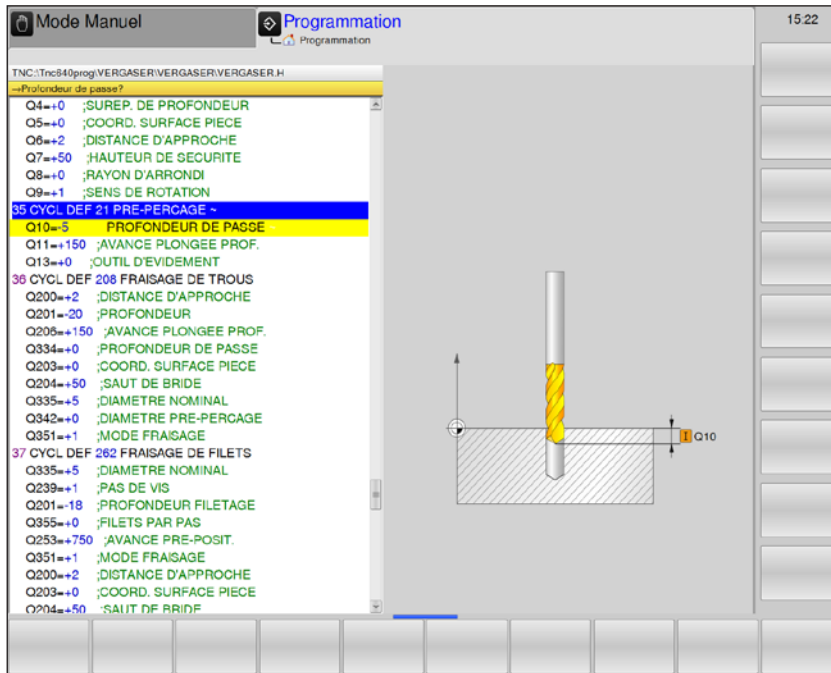 Mode Manuel
Programmation
Programmation
15:22
TNC:\Tnc640prog\VERGASER\VERGASER\VERGASER.H
→Profondeur de passe?
Q4=+0 ;SUREP. DE PROFONDEUR
Q5=+0 ;COORD. SURFACE PIECE
Q6=+2 ;DISTANCE D'APPROCHE
Q7=+50 ;HAUTEUR DE SECURITE
Q8=+0 ;RAYON D'ARRONDI
Q9=+1 ;SENS DE ROTATION
35 CYCL DEF 21 PRE-PERCAGE ~
Q10=-5 PROFONDEUR DE PASSE ~
Q11=+150 ;AVANCE PLONGEE PROF.
Q13=+0 ;OUTIL D'EVIDEMENT
36 CYCL DEF 208 FRAISAGE DE TROUS
Q200=+2 ;DISTANCE D'APPROCHE
Q201=-20 ;PROFONDEUR
Q206=+150 ;AVANCE PLONGEE PROF.
Q334=+0 ;PROFONDEUR DE PASSE
Q203=+0 ;COORD. SURFACE PIECE
Q204=+50 ;SAUT DE BRIDE
Q335=+5 ;DIAMETRE NOMINAL
Q342=+0 ;DIAMETRE PRE-PERCAGE
Q351=+1 ;MODE FRAISAGE
37 CYCL DEF 262 FRAISAGE DE FILETS
Q335=+5 ;DIAMETRE NOMINAL
Q239=+1 ;PAS DE VIS
Q201=-18 ;PROFONDEUR FILETAGE
Q355=+0 ;FILETS PAR PAS
Q253=+750 ;AVANCE PRE-POSIT.
Q351=+1 ;MODE FRAISAGE
Q200=+2 ;DISTANCE D'APPROCHE
Q203=+0 ;COORD. SURFACE PIECE
Q204=+50 ;SAUT DE BRIDE
I Q10